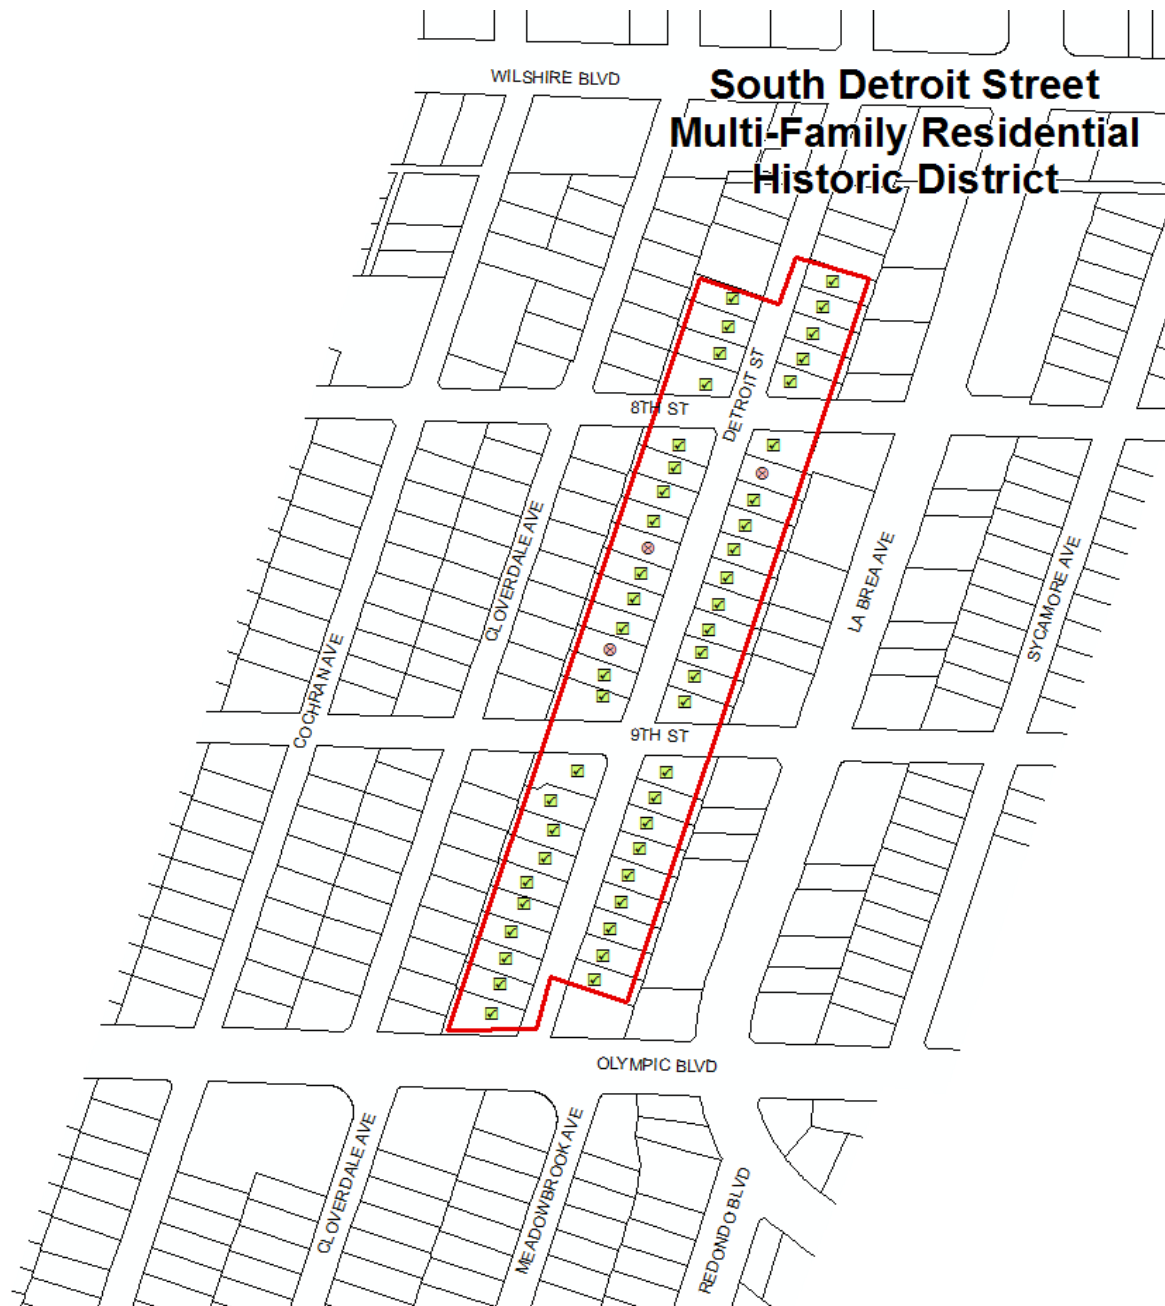 WILSHIRE BLVD
South Detroit Street
Multi-Family Residential
Historic District
DETROIT ST
8TH ST
CLOVERDALE AVE
LA BREA AVE
SYCAMORE AVE
COCHRAN AVE
9TH ST
OLYMPIC BLVD
CLOVERDALE AVE
MEADOWBROOK AVE
REDONDO BLVD